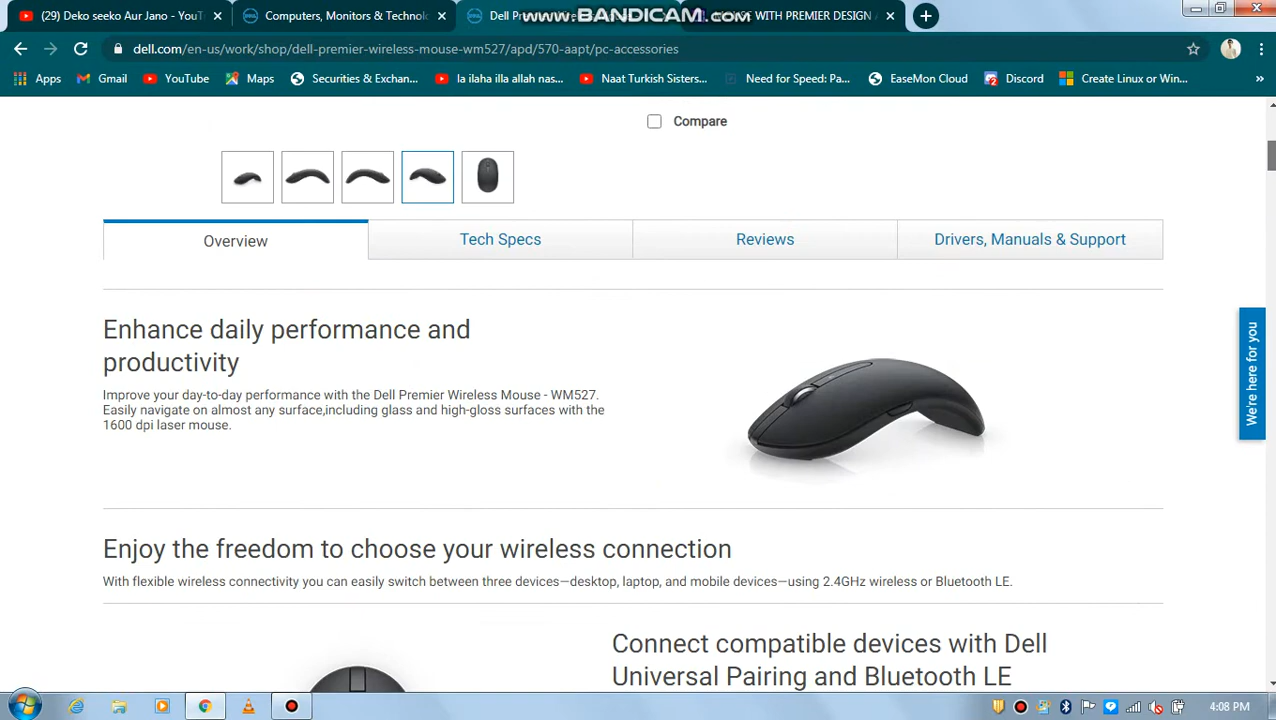 (29) Deko seeko Aur Jano - YouT
Computers, Monitors & Technol
Dell Pr
www.BANDICAM.com
WITH PREMIER DESIGN
dell.com/en-us/work/shop/dell-premier-wireless-mouse-wm527/apd/570-aapt/pc-accessories
Apps
Gmail
YouTube
Maps
Securities & Exchan...
la ilaha illa allah nas...
Naat Turkish Sisters...
Need for Speed: Pa...
EaseMon Cloud
Discord
Create Linux or Win...
»
Compare
Overview
Tech Specs
Reviews
Drivers, Manuals & Support
Enhance daily performance and
productivity
Improve your day-to-day performance with the Dell Premier Wireless Mouse - WM527.
Easily navigate on almost any surface,including glass and high-gloss surfaces with the
1600 dpi laser mouse.
We're here for you
Enjoy the freedom to choose your wireless connection
With flexible wireless connectivity you can easily switch between three devices—desktop, laptop, and mobile devices—using 2.4GHz wireless or Bluetooth LE.
Connect compatible devices with Dell
Universal Pairing and Bluetooth LE
4:08 PM